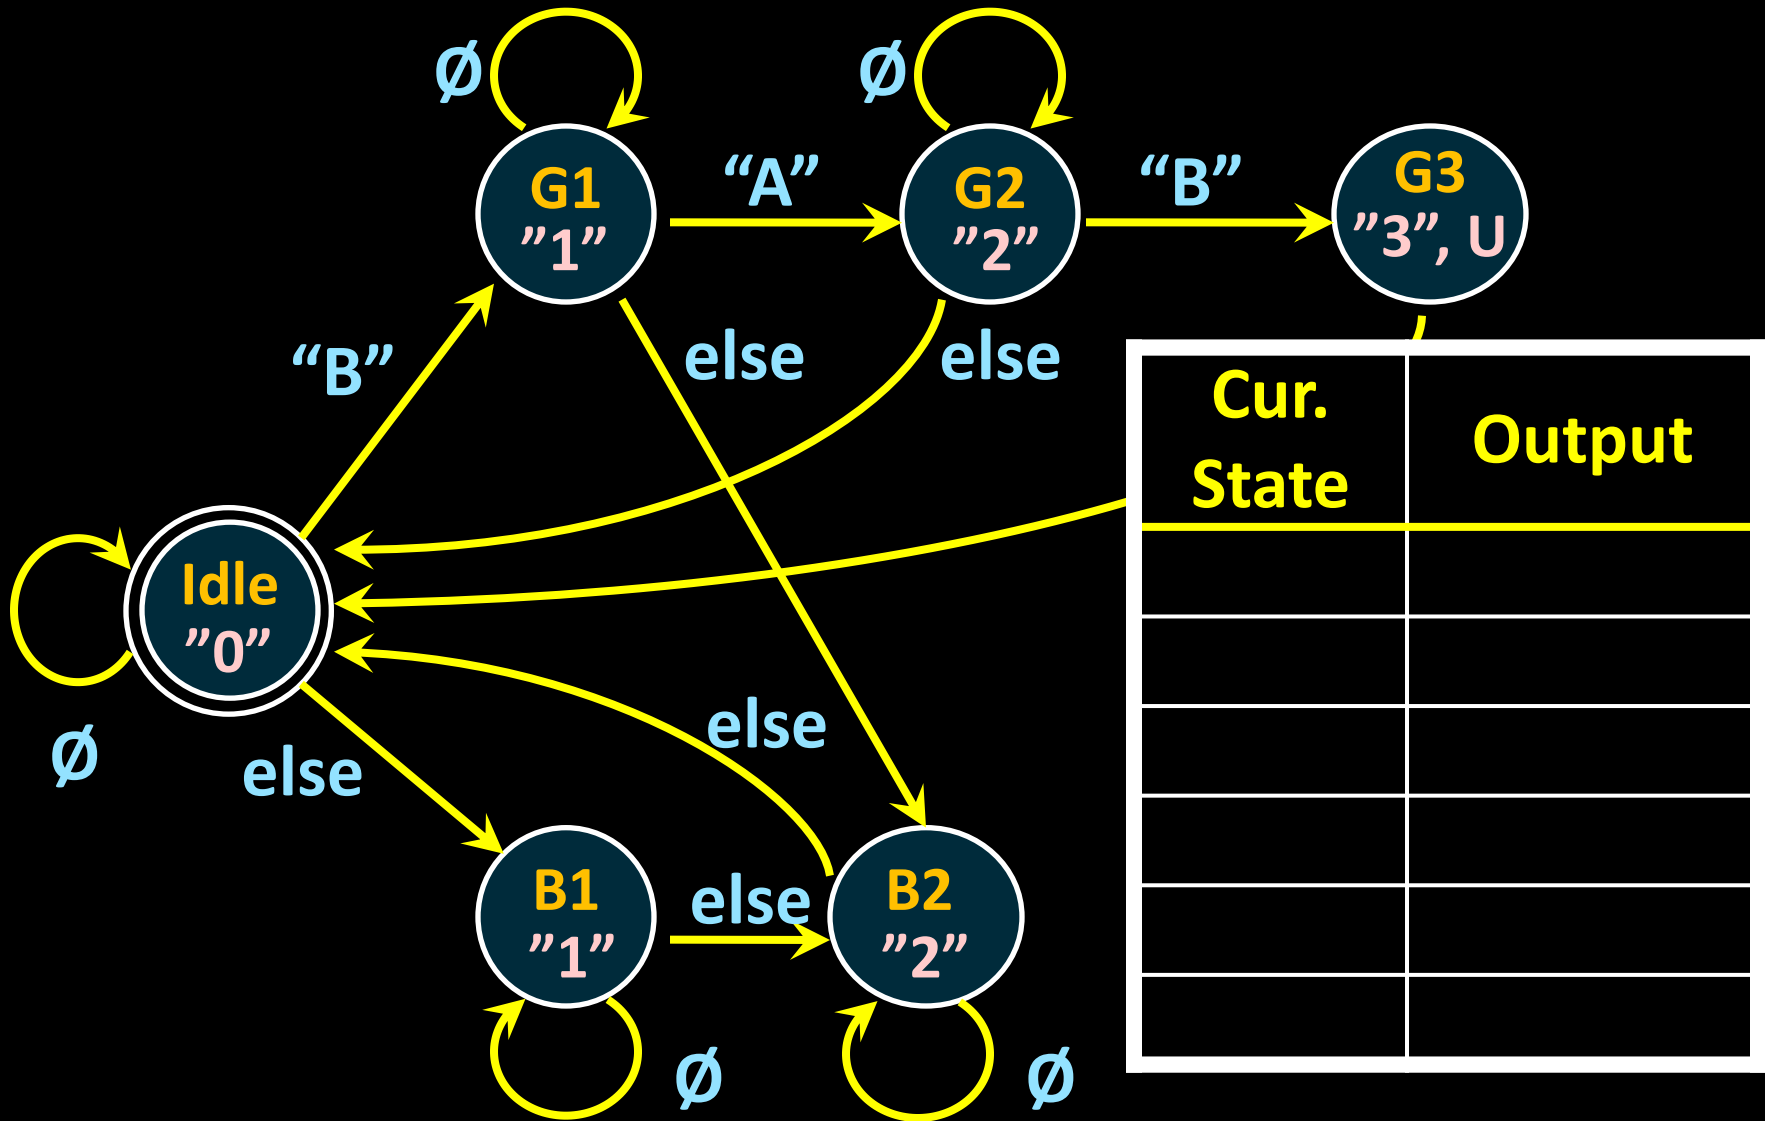 Ø
Ø
G1
”1”
“A”
G2
”2”
“B”
G3
”3”, U
“B”
else
else
Cur.
State
Output
Idle
”0”
Ø
else
else
B1
”1”
else
B2
”2”
Ø
Ø